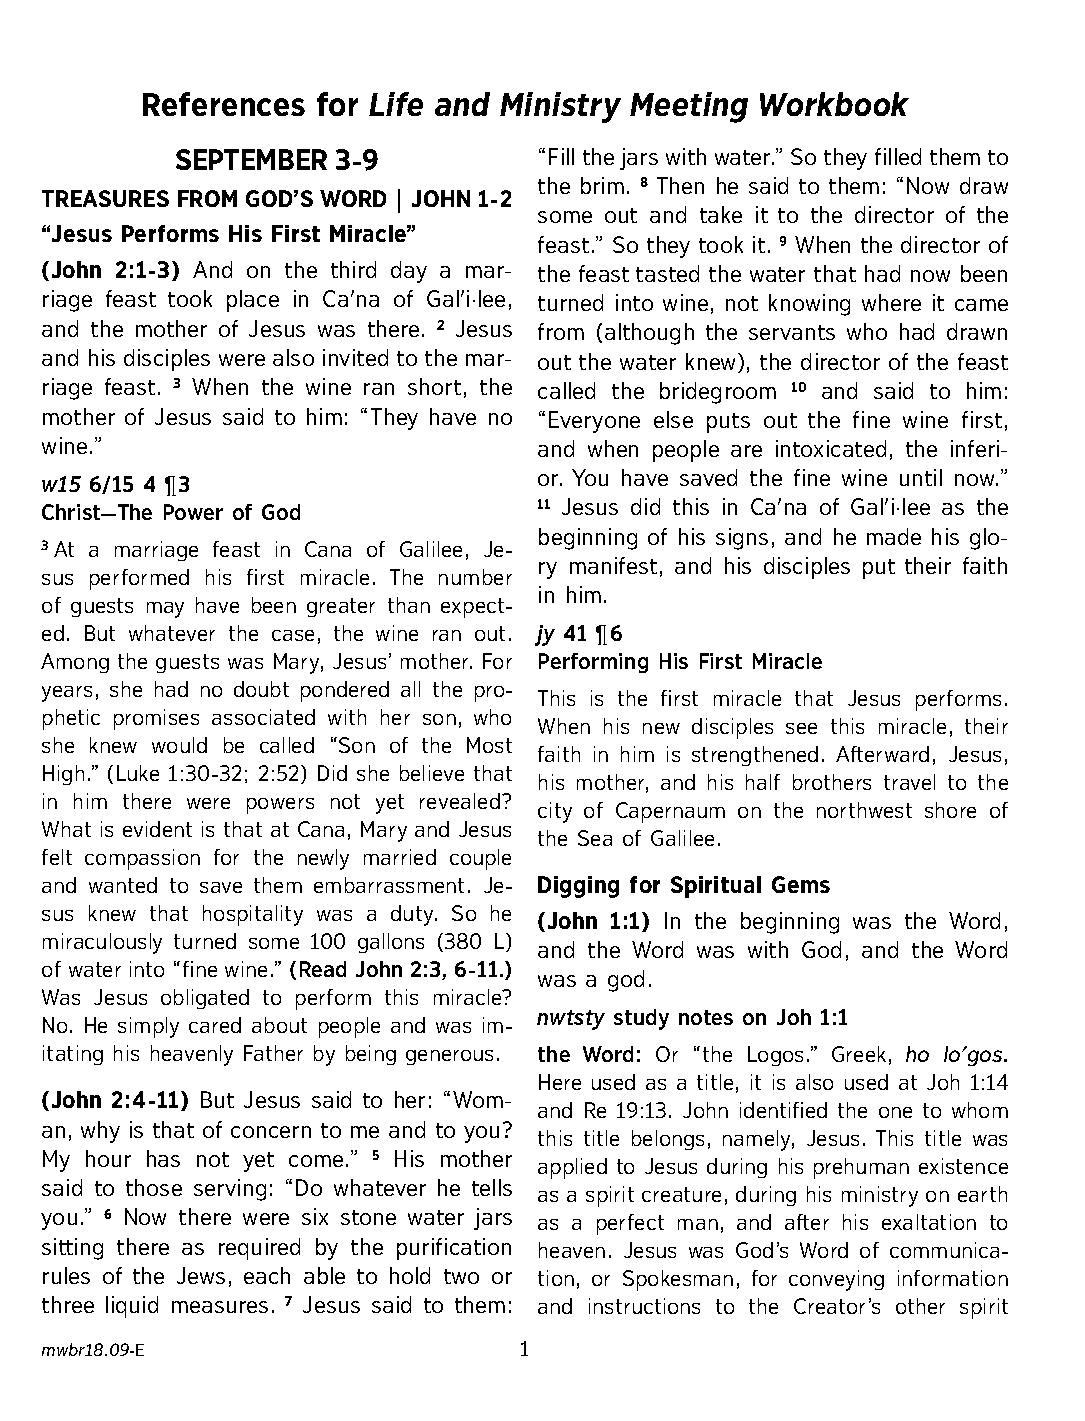 References for Life and Ministry Meeting Workbook
SEPTEMBER 3-9
TREASURES FROM GOD’S WORD | JOHN 1-2
“Jesus Performs His First Miracle”
(John 2:1-3) And on the third day a mar-
riage feast took place in Ca′na of Gal′i·lee,
and the mother of Jesus was there. ² Jesus
and his disciples were also invited to the mar-
riage feast. ³ When the wine ran short, the
mother of Jesus said to him: “They have no
wine.”
w15 6/15 4 ¶3
Christ—The Power of God
³ At a marriage feast in Cana of Galilee, Je-
sus performed his first miracle. The number
of guests may have been greater than expect-
ed. But whatever the case, the wine ran out.
Among the guests was Mary, Jesus’ mother. For
years, she had no doubt pondered all the pro-
phetic promises associated with her son, who
she knew would be called “Son of the Most
High.” (Luke 1:30-32; 2:52) Did she believe that
in him there were powers not yet revealed?
What is evident is that at Cana, Mary and Jesus
felt compassion for the newly married couple
and wanted to save them embarrassment. Je-
sus knew that hospitality was a duty. So he
miraculously turned some 100 gallons (380 L)
of water into “fine wine.” (Read John 2:3, 6-11.)
Was Jesus obligated to perform this miracle?
No. He simply cared about people and was im-
itating his heavenly Father by being generous.
(John 2:4-11) But Jesus said to her: “Wom-
an, why is that of concern to me and to you?
My hour has not yet come.” ⁵ His mother
said to those serving: “Do whatever he tells
you.” ⁶ Now there were six stone water jars
sitting there as required by the purification
rules of the Jews, each able to hold two or
three liquid measures. ⁷ Jesus said to them:
“Fill the jars with water.” So they filled them to
the brim. ⁸ Then he said to them: “Now draw
some out and take it to the director of the
feast.” So they took it. ⁹ When the director of
the feast tasted the water that had now been
turned into wine, not knowing where it came
from (although the servants who had drawn
out the water knew), the director of the feast
called the bridegroom ¹⁰ and said to him:
“Everyone else puts out the fine wine first,
and when people are intoxicated, the inferi-
or. You have saved the fine wine until now.”
¹¹ Jesus did this in Ca′na of Gal′i·lee as the
beginning of his signs, and he made his glo-
ry manifest, and his disciples put their faith
in him.
jy 41 ¶6
Performing His First Miracle
This is the first miracle that Jesus performs.
When his new disciples see this miracle, their
faith in him is strengthened. Afterward, Jesus,
his mother, and his half brothers travel to the
city of Capernaum on the northwest shore of
the Sea of Galilee.
Digging for Spiritual Gems
(John 1:1) In the beginning was the Word,
and the Word was with God, and the Word
was a god.
nwtsty study notes on Joh 1:1
the Word: Or “the Logos.” Greek, ho lo′gos.
Here used as a title, it is also used at Joh 1:14
and Re 19:13. John identified the one to whom
this title belongs, namely, Jesus. This title was
applied to Jesus during his prehuman existence
as a spirit creature, during his ministry on earth
as a perfect man, and after his exaltation to
heaven. Jesus was God’s Word of communica-
tion, or Spokesman, for conveying information
and instructions to the Creator’s other spirit
mwbr18.09-E
1